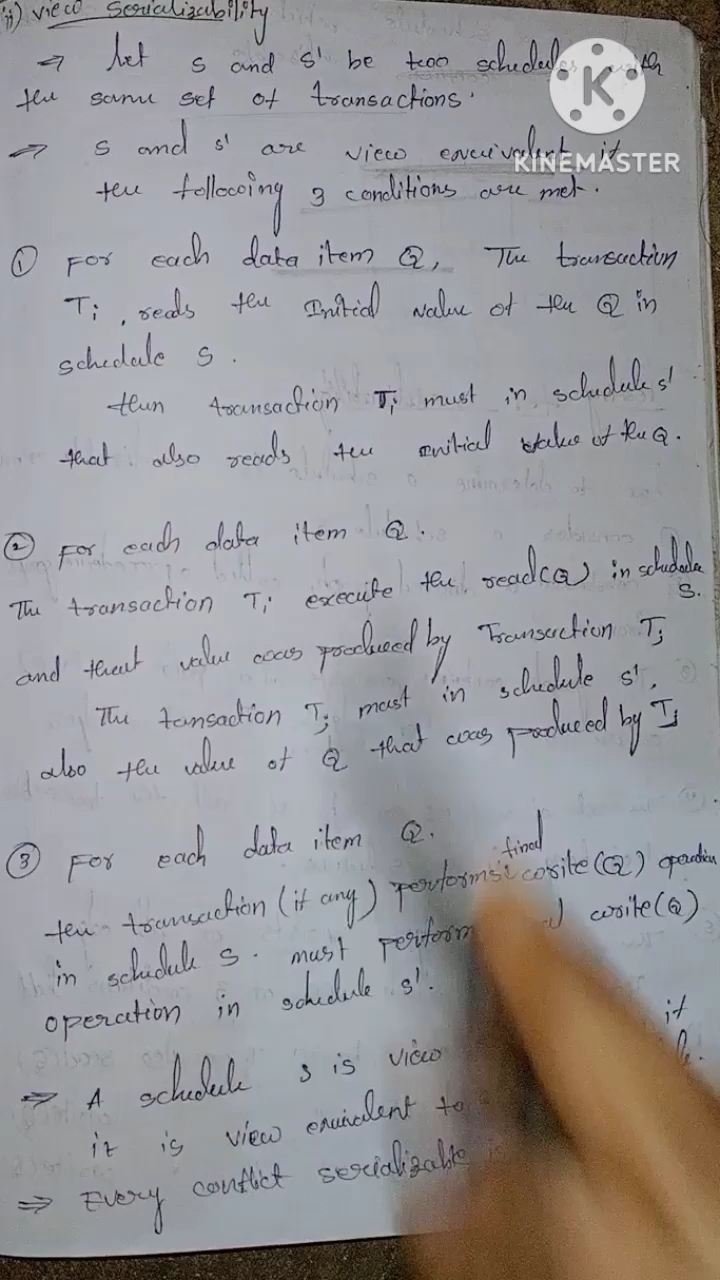 ii) view serializability
⇒ Let S and S' be two schedules with
the same set of transactions.
⇒ S and S' are view equivalent if
the following 3 conditions are met.
① For each data item Q, The transaction
Ti, reads the Initial value of the Q in
schedule S.
then transaction Ti must in schedule s'
that also reads the initial value of the Q.
② For each data item Q.
The transaction Ti execute the read(Q) in schedule
S.
and that value was produced by Transaction Tj
The tansaction Tj must in schedule s',
also the value of Q that was produced by Tj
③ For each data item Q.
the transaction (if any) performs final write(Q) operation
in schedule S. must perform write(Q)
operation in schedule s'.
⇒ A schedule s is view it
it is view equivalent to
⇒ Every conflict serializable
KINEMASTER